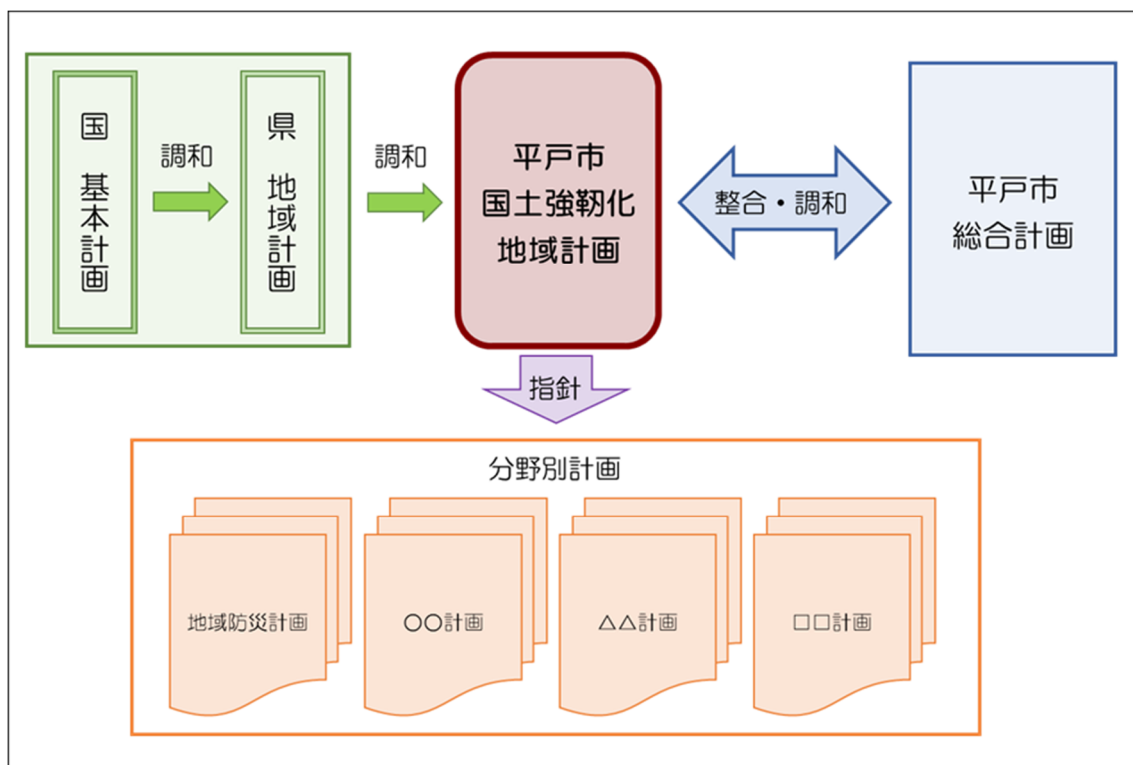 国 基本計画
調和
県 地域計画
調和
平戸市
国土強靱化
地域計画
整合・調和
平戸市
総合計画
指針
分野別計画
地域防災計画
○○計画
△△計画
□□計画